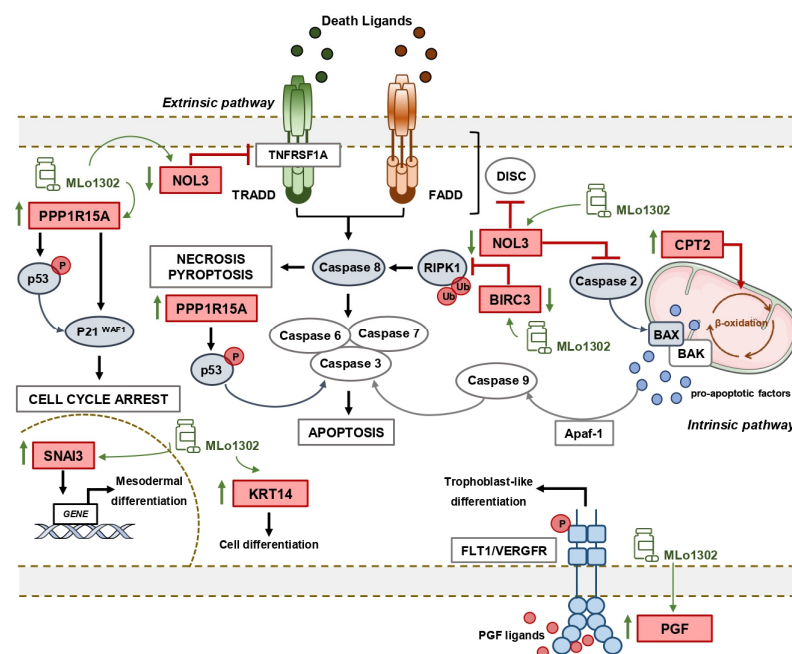 Death Ligands
Extrinsic pathway
TNFRSF1A
MLo1302
NOL3
TRADD
FADD
DISC
MLo1302
PPP1R15A
NOL3
CPT2
p53
P
NECROSIS
PYROPTOSIS
Caspase 8
RIPK1
Ub
Ub
BIRC3
Caspase 2
β-oxidation
PPP1R15A
P21 WAF1
Caspase 6
Caspase 7
Caspase 3
MLo1302
BAX
BAK
p53
P
Caspase 9
pro-apoptotic factors
CELL CYCLE ARREST
APOPTOSIS
Apaf-1
Intrinsic pathway
MLo1302
SNAI3
KRT14
Mesodermal
differentiation
GENE
Cell differentiation
Trophoblast-like
differentiation
P
FLT1/VERGFR
MLo1302
PGF ligands
PGF